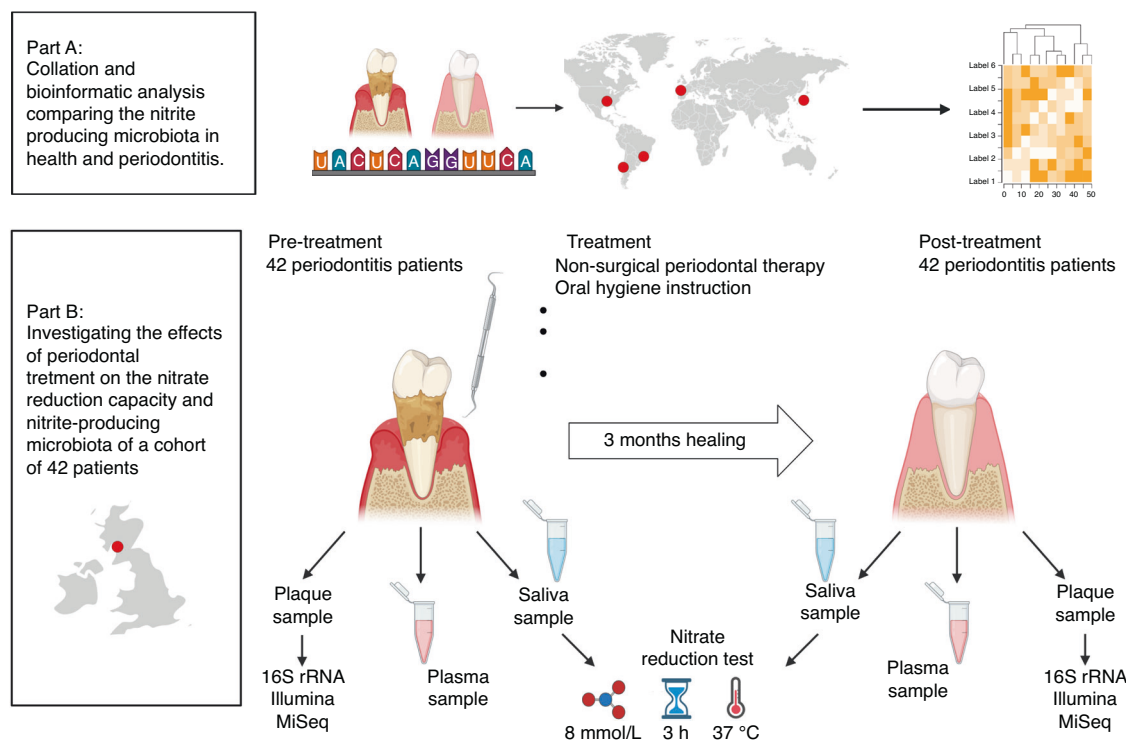 Part A:
Collation and
bioinformatic analysis
comparing the nitrite
producing microbiota in
health and periodontitis.
U A C U C A G G U U C A
Label 6
Label 5
Label 4
Label 3
Label 2
Label 1
0 10 20 30 40 50
Part B:
Investigating the effects
of periodontal
tretment on the nitrate
reduction capacity and
nitrite-producing
microbiota of a cohort
of 42 patients
Pre-treatment
42 periodontitis patients
Treatment
Non-surgical periodontal therapy
Oral hygiene instruction
•
•
•
Post-treatment
42 periodontitis patients
3 months healing
Plaque
sample
16S rRNA
Illumina
MiSeq
Plasma
sample
Saliva
sample
Nitrate
reduction test
8 mmol/L 3 h 37 °C
Saliva
sample
Plasma
sample
Plaque
sample
16S rRNA
Illumina
MiSeq